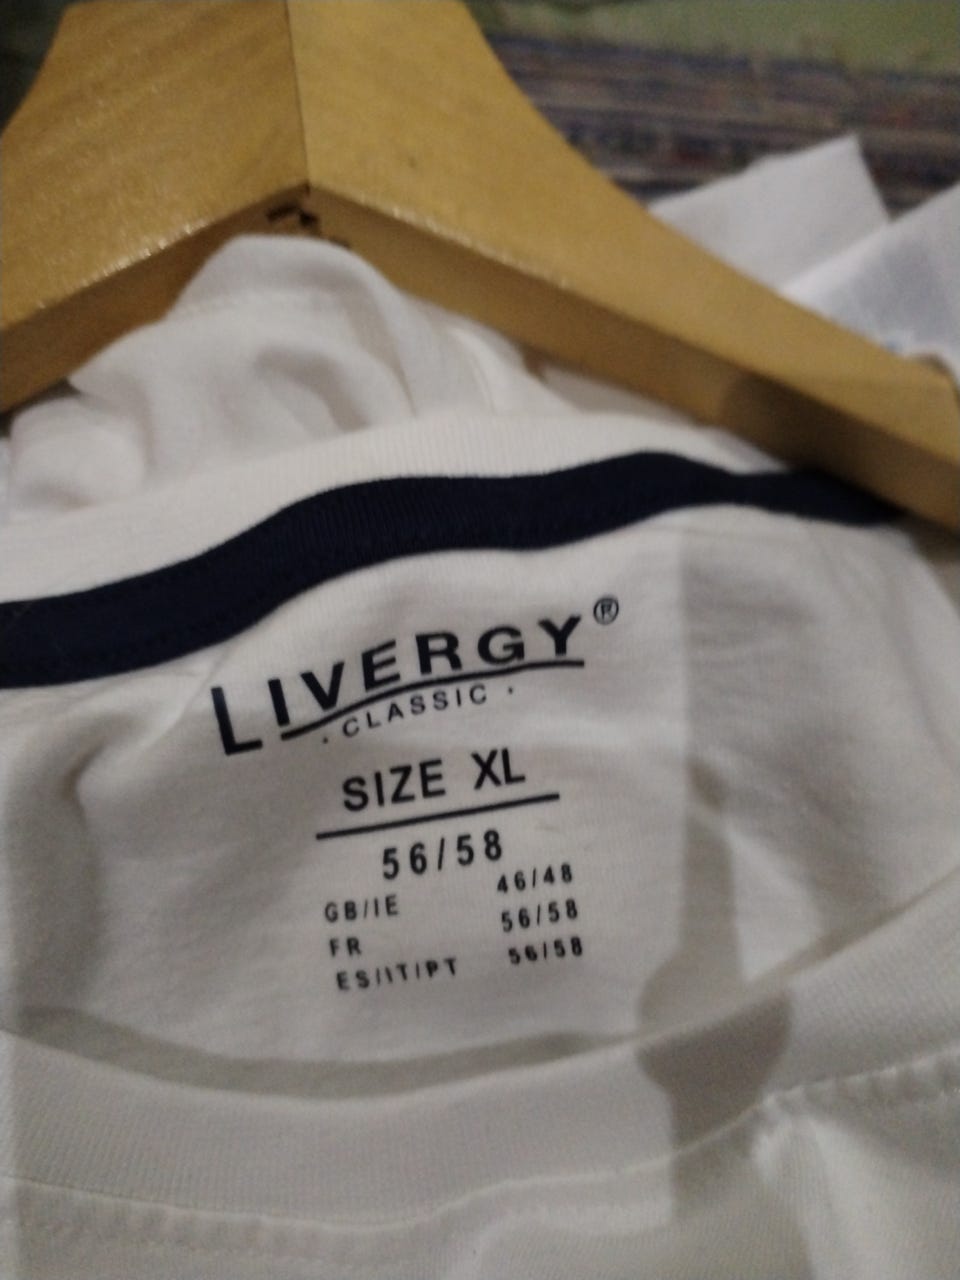 LIVERGY®
· CLASSIC ·
SIZE XL
56/58
GB/IE 46/48
FR 56/58
ES/IT/PT 56/58